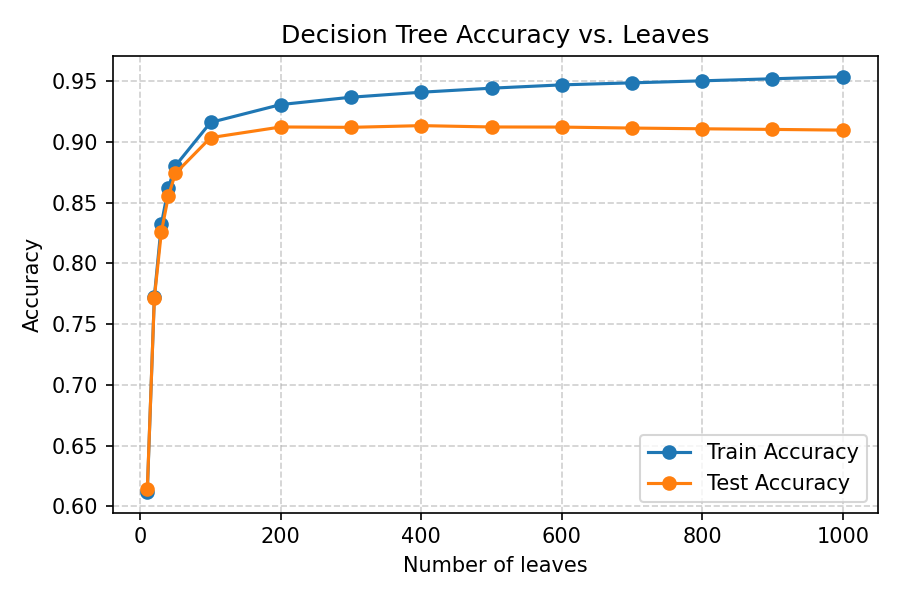 Decision Tree Accuracy vs. Leaves
Accuracy
0.95
0.90
0.85
0.80
0.75
0.70
0.65
0.60
Train Accuracy
Test Accuracy
0 200 400 600 800 1000
Number of leaves